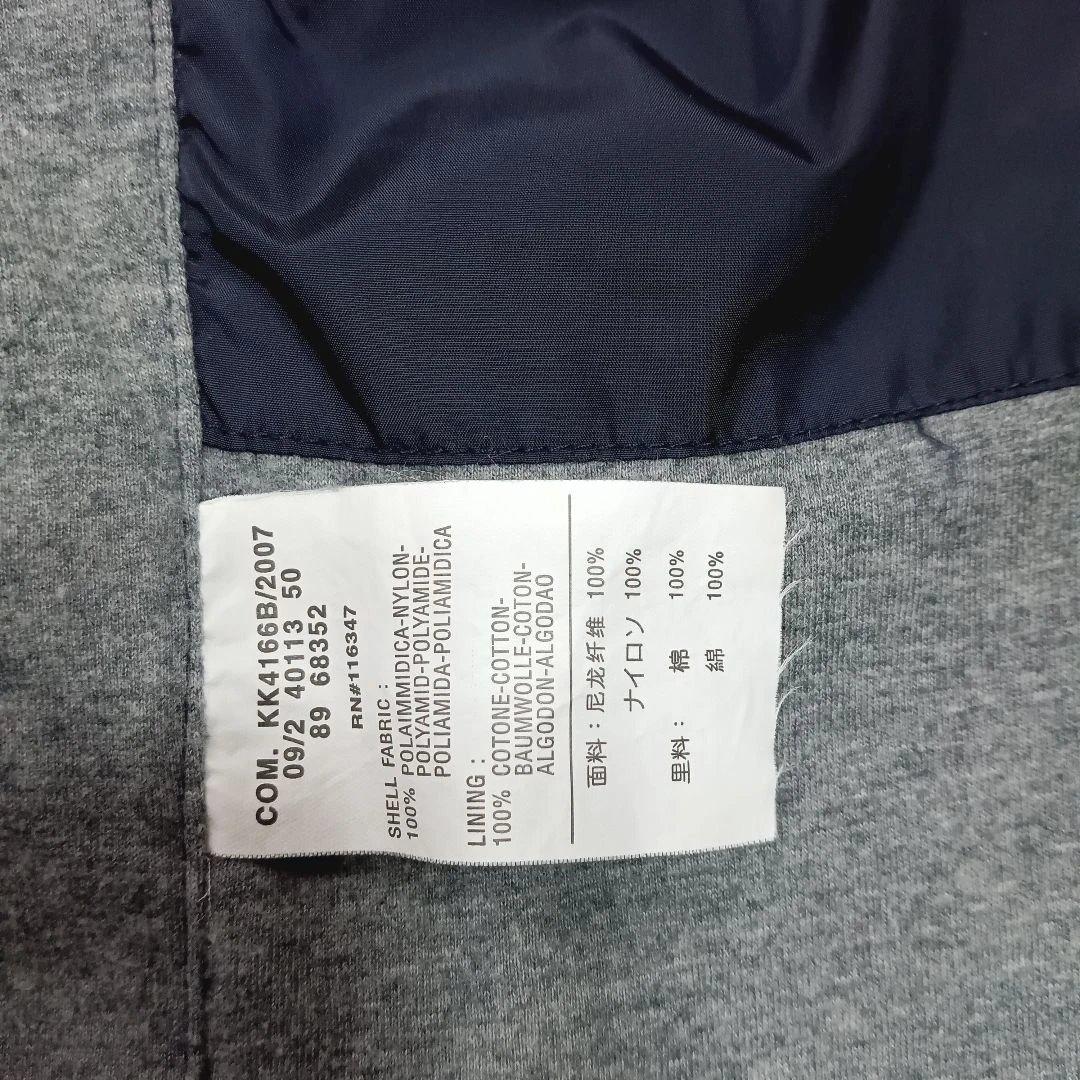 COM. KK4166B/2007
09/2 40113 50
89 68352
RN#116347
SHELL FABRIC :
100% POLAIMMIDICA-NYLON-
POLYAMID-POLYAMIDE-
POLIAMIDA-POLIAMIDICA
LINING :
100% COTONE-COTTON-
BAUMWOLLE-COTON-
ALGODON-ALGODAO
面料：尼龙纤维 100%
ナイロン 100%
里料： 棉 100%
綿 100%